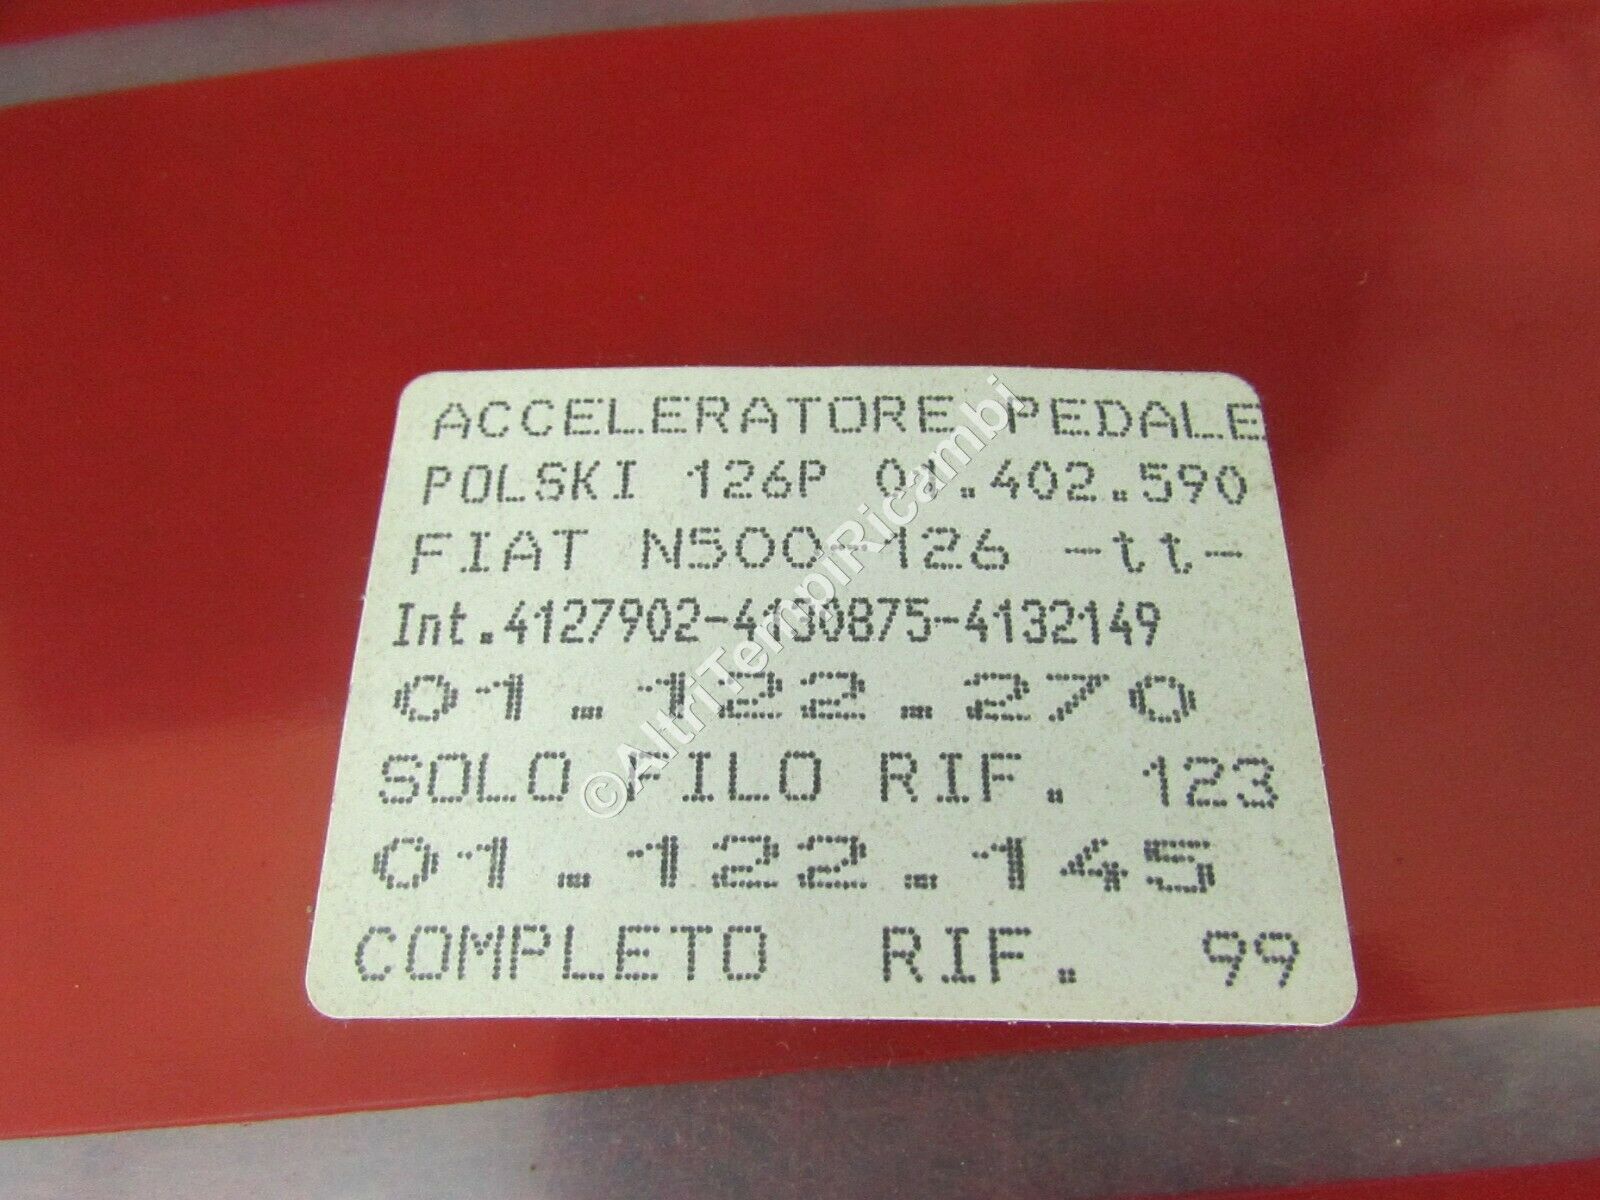 ACCELERATORE PEDALE
POLSKI 126P 01.402.590
FIAT N500-126 -tt-
Int.4127902-4130875-4132149
01.122.270
SOLO FILO RIF. 123
01.122.145
COMPLETO RIF. 99
©AltriTempiRicambi